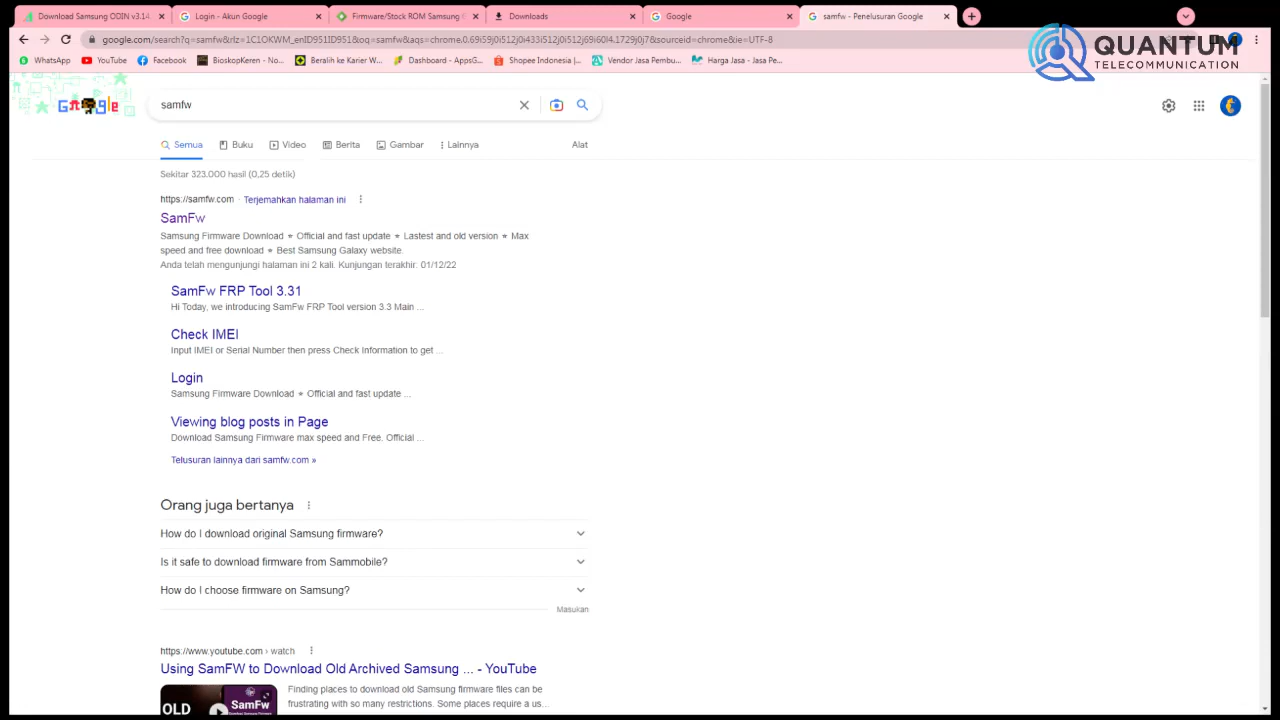 Download Samsung ODIN v3.14.
Login - Akun Google
Firmware/Stock ROM Samsung
Downloads
Google
samfw - Penelusuran Google
google.com/search?q=samfw&rlz=1C1OKWM_enID951ID951&oq=samfw&aqs=chrome.0.69i59j0i512j0i433i512j0i512j69i60l4.1729j0j7&sourceid=chrome&ie=UTF-8
QUANTUM
TELECOMMUNICATION
WhatsApp
YouTube
Facebook
BioskopKeren - No...
Beralih ke Karier W...
Dashboard - AppsG...
Shopee Indonesia |...
Vendor Jasa Pembu...
Harga Jasa - Jasa Pe...
samfw
Semua
Buku
Video
Berita
Gambar
Lainnya
Alat
Sekitar 323.000 hasil (0,25 detik)
https://samfw.com · Terjemahkan halaman ini
SamFw
Samsung Firmware Download ★ Official and fast update ★ Lastest and old version ★ Max
speed and free download ★ Best Samsung Galaxy website.
Anda telah mengunjungi halaman ini 2 kali. Kunjungan terakhir: 01/12/22
SamFw FRP Tool 3.31
Hi Today, we introducing SamFw FRP Tool version 3.3 Main ...
Check IMEI
Input IMEI or Serial Number then press Check Information to get ...
Login
Samsung Firmware Download ★ Official and fast update ...
Viewing blog posts in Page
Download Samsung Firmware max speed and Free. Official ...
Telusuran lainnya dari samfw.com »
Orang juga bertanya
How do I download original Samsung firmware?
Is it safe to download firmware from Sammobile?
How do I choose firmware on Samsung?
Masukan
https://www.youtube.com › watch
Using SamFW to Download Old Archived Samsung ... - YouTube
Finding places to download old Samsung firmware files can be
frustrating with so many restrictions. Some places require a us...
OLD
SamFw